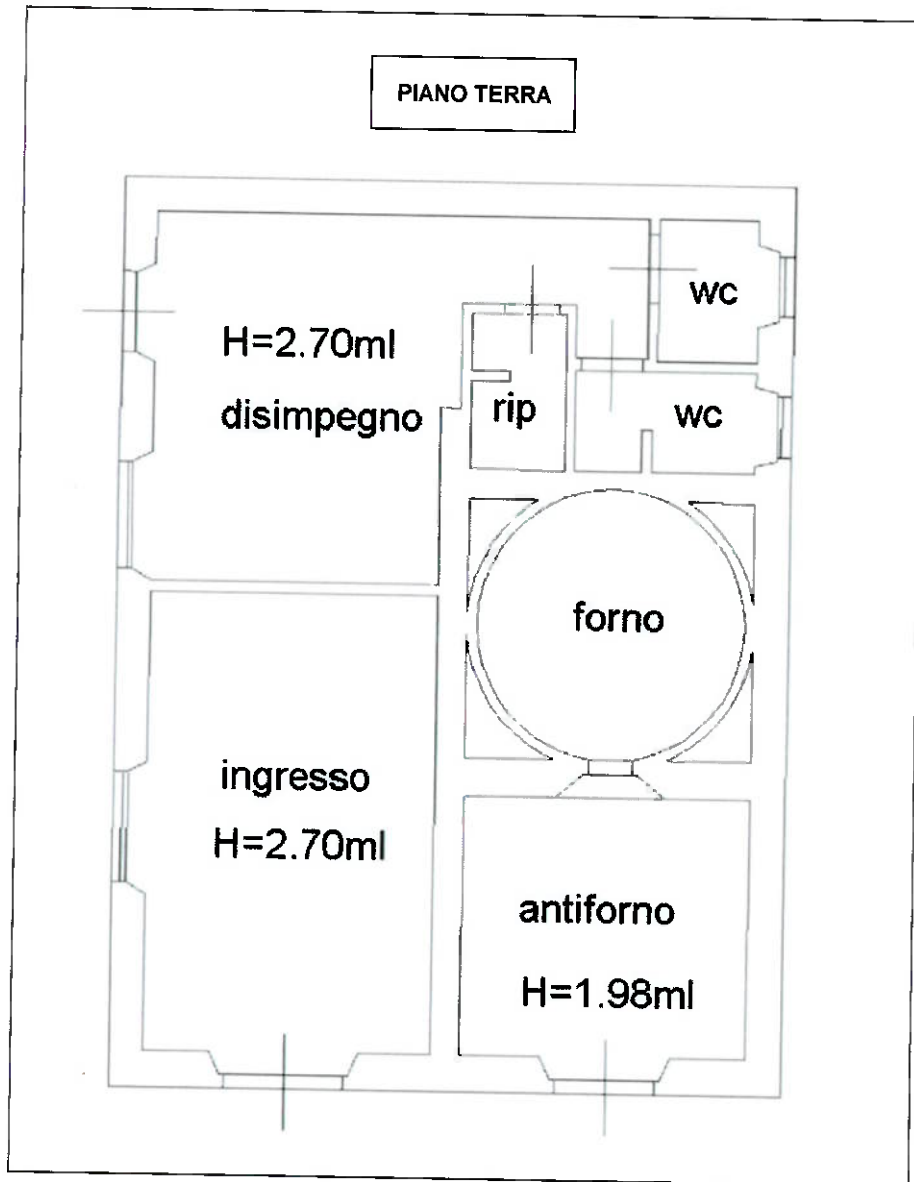 PIANO TERRA
wc
H=2.70ml
disimpegno
rip
wc
forno
ingresso
H=2.70ml
antiforno
H=1.98ml